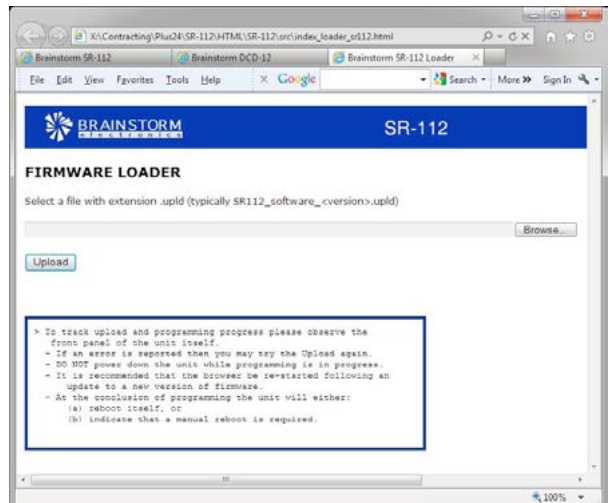 X:\Contracting\Plus24\SR-112\HTML\SR-112\src\index_loader_sr112.html
Brainstorm SR-112
Brainstorm DCD-12
Brainstorm SR-112 Loader
File Edit View Favorites Tools Help
Google
Search
More »
Sign In
BRAINSTORM
electronics
SR-112
FIRMWARE LOADER
Select a file with extension .upld (typically SR112_software_<version>.upld)
Browse...
Upload
> To track upload and programming progress please observe the
front panel of the unit itself.
- If an error is reported then you may try the Upload again.
- DO NOT power down the unit while programming is in progress.
- It is recommended that the browser be re-started following an
update to a new version of firmware.
- At the conclusion of programming the unit will either:
(a) reboot itself, or
(b) indicate that a manual reboot is required.
100%